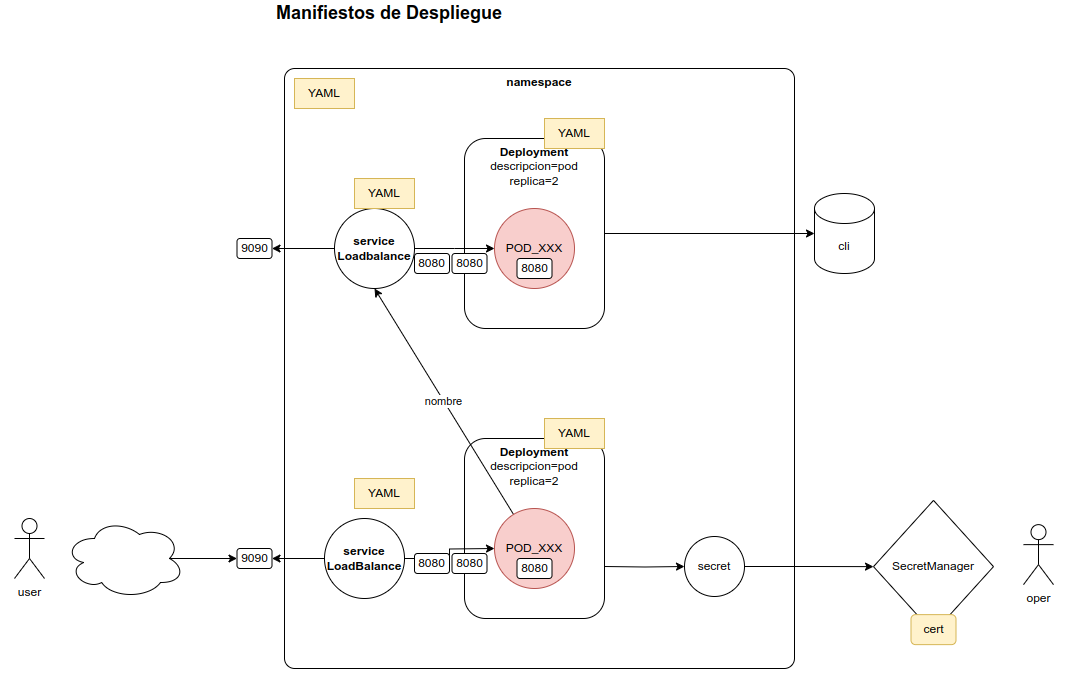 Manifiestos de Despliegue
namespace
YAML
YAML
Deployment
descripcion=pod
replica=2
YAML
service
Loadbalance
9090
8080
8080
POD_XXX
8080
cli
nombre
YAML
Deployment
descripcion=pod
replica=2
YAML
service
LoadBalance
9090
8080
8080
POD_XXX
8080
secret
SecretManager
cert
user
oper